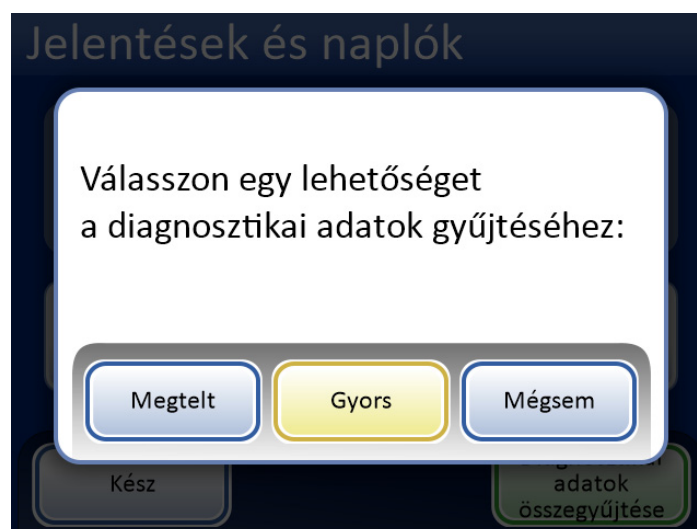 Jelentések és naplók
Válasszon egy lehetőséget
a diagnosztikai adatok gyűjtéséhez:
Megtelt
Gyors
Mégsem
Kész
adatok
összegyűjtése